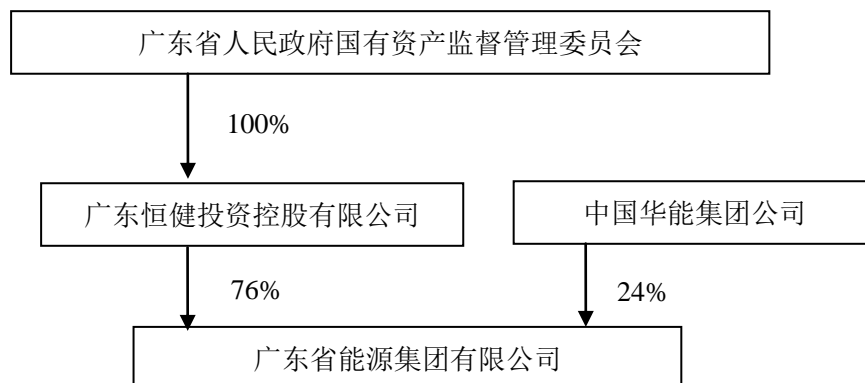 广东省人民政府国有资产监督管理委员会
100%
广东恒健投资控股有限公司
中国华能集团公司
76%
24%
广东省能源集团有限公司